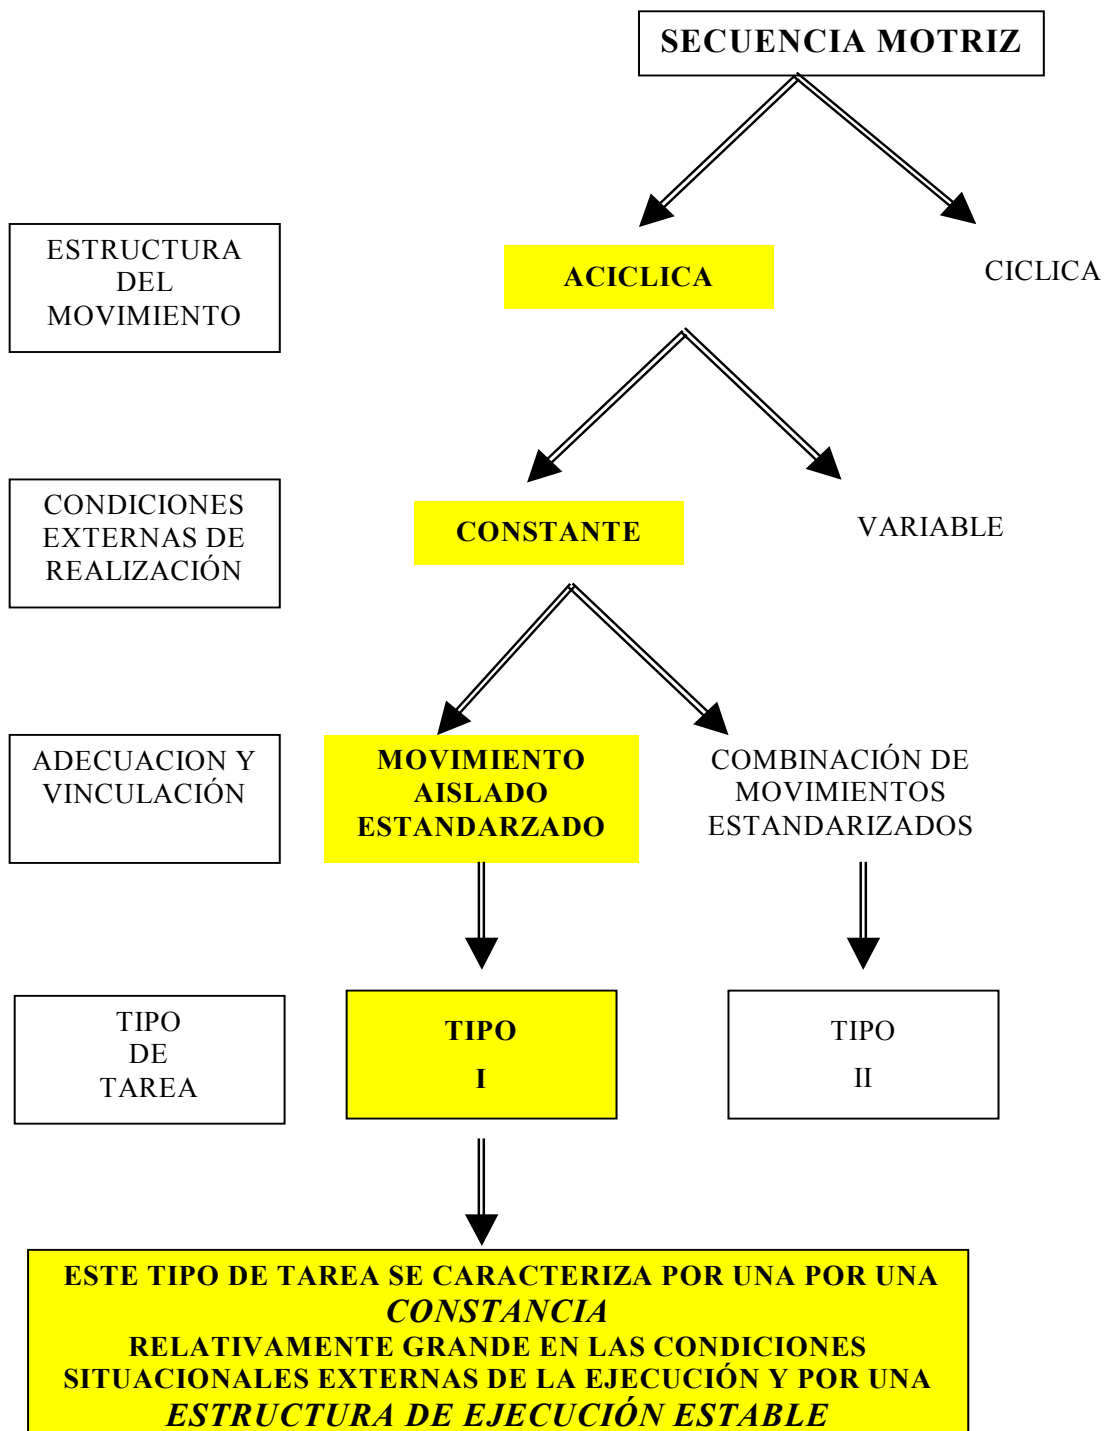 SECUENCIA MOTRIZ
ESTRUCTURA
DEL
MOVIMIENTO
ACICLICA
CICLICA
CONDICIONES
EXTERNAS DE
REALIZACIÓN
CONSTANTE
VARIABLE
ADECUACION Y
VINCULACIÓN
MOVIMIENTO
AISLADO
ESTANDARZADO
COMBINACIÓN DE
MOVIMIENTOS
ESTANDARIZADOS
TIPO
DE
TAREA
TIPO
I
TIPO
II
ESTE TIPO DE TAREA SE CARACTERIZA POR UNA POR UNA
CONSTANCIA
RELATIVAMENTE GRANDE EN LAS CONDICIONES
SITUACIONALES EXTERNAS DE LA EJECUCIÓN Y POR UNA
ESTRUCTURA DE EJECUCIÓN ESTABLE